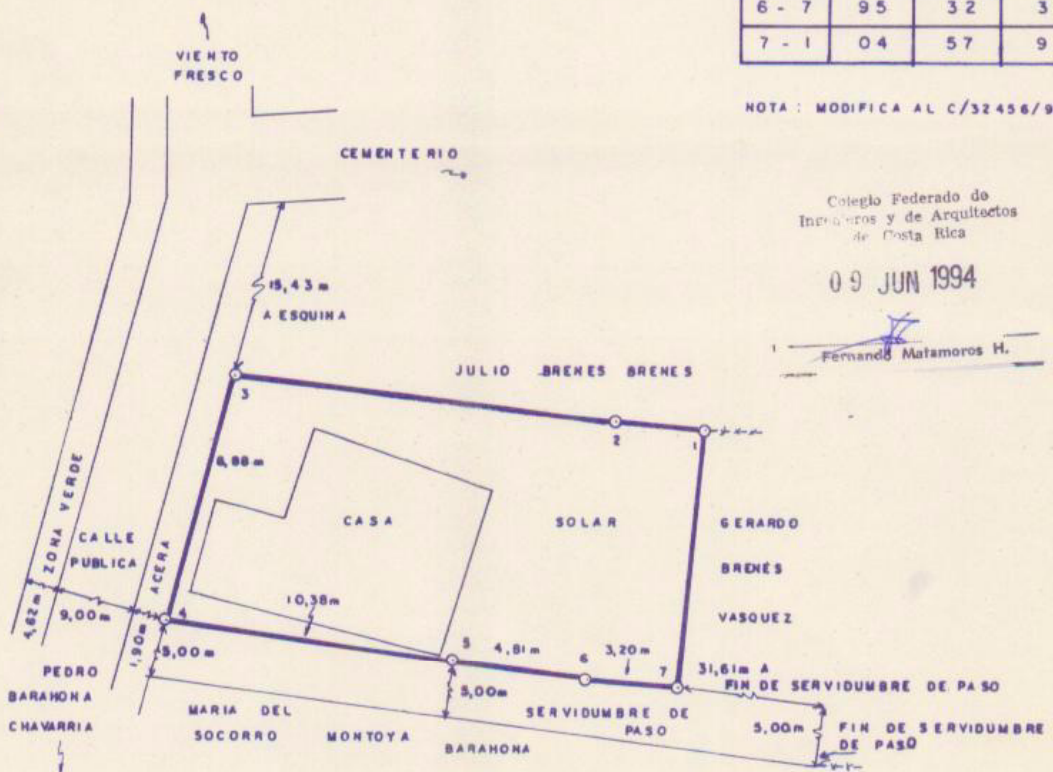 6 - 7 95 32 3
7 - 1 04 57 9
NOTA : MODIFICA AL C/32456/9
VIENTO
FRESCO
CEMENTERIO
Colegio Federado de
Ingenieros y de Arquitectos
de Costa Rica
09 JUN 1994
Fernando Matamoros H.
15,43 m
A ESQUINA
JULIO BRENES BRENES
3
2
1
6,88 m
ZONA VERDE
CALLE
PUBLICA
ACERA
CASA
SOLAR
GERARDO
BRENES
VASQUEZ
10,38m
4,62 m
9,00m
1,90m
4
5,00m
5
4,81m
6
3,20m
7
31,61m A
FIN DE SERVIDUMBRE DE PASO
PEDRO
BARAHONA
CHAVARRIA
5,00m
MARIA DEL
SOCORRO MONTOYA BARAHONA
SERVIDUMBRE DE
PASO
5,00m
FIN DE SERVIDUMBRE
DE PASO